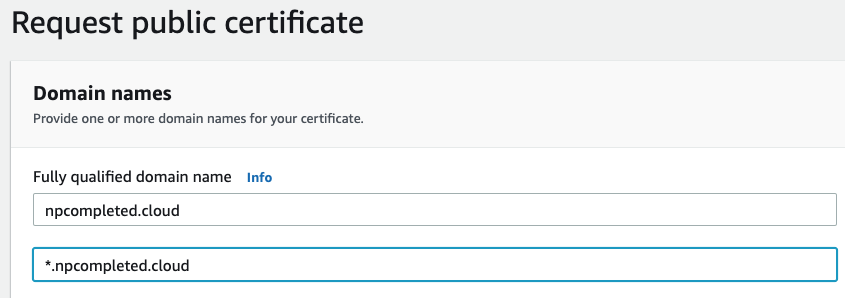 Request public certificate
Domain names
Provide one or more domain names for your certificate.
Fully qualified domain name Info
npcompleted.cloud
*.npcompleted.cloud